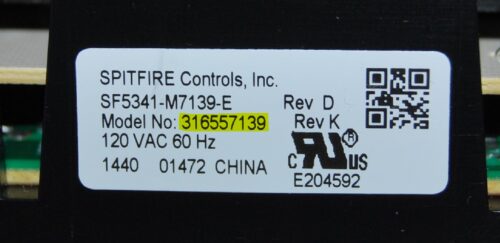 SPITFIRE Controls, Inc.
SF5341-M7139-E Rev D
Model No: 316557139 Rev K
120 VAC 60 Hz
C US
1440 01472 CHINA
E204592